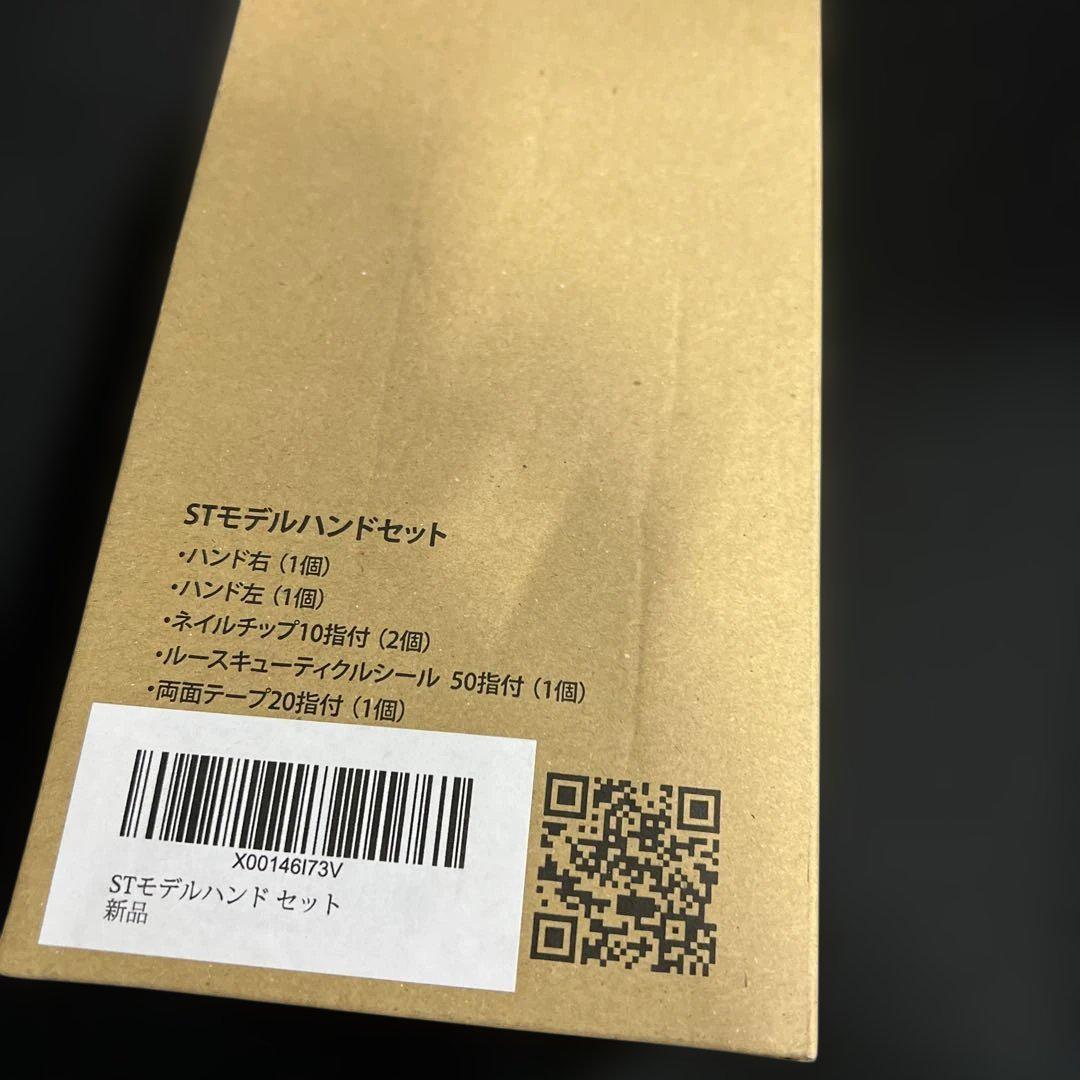 STモデルハンドセット
・ハンド右（1個）
・ハンド左（1個）
・ネイルチップ10指付（2個）
・ルースキューティクルシール 50指付（1個）
・両面テープ20指付（1個）
X00146I73V
STモデルハンド セット
新品